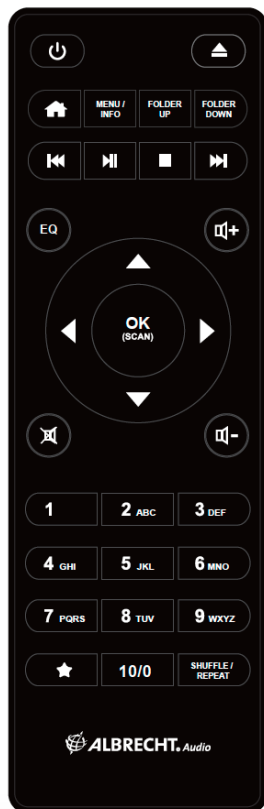 MENU /
INFO
FOLDER
UP
FOLDER
DOWN
EQ
+
OK
(SCAN)
-
1
2 ABC
3 DEF
4 GHI
5 JKL
6 MNO
7 PQRS
8 TUV
9 WXYZ
10/0
SHUFFLE /
REPEAT
ALBRECHT. Audio